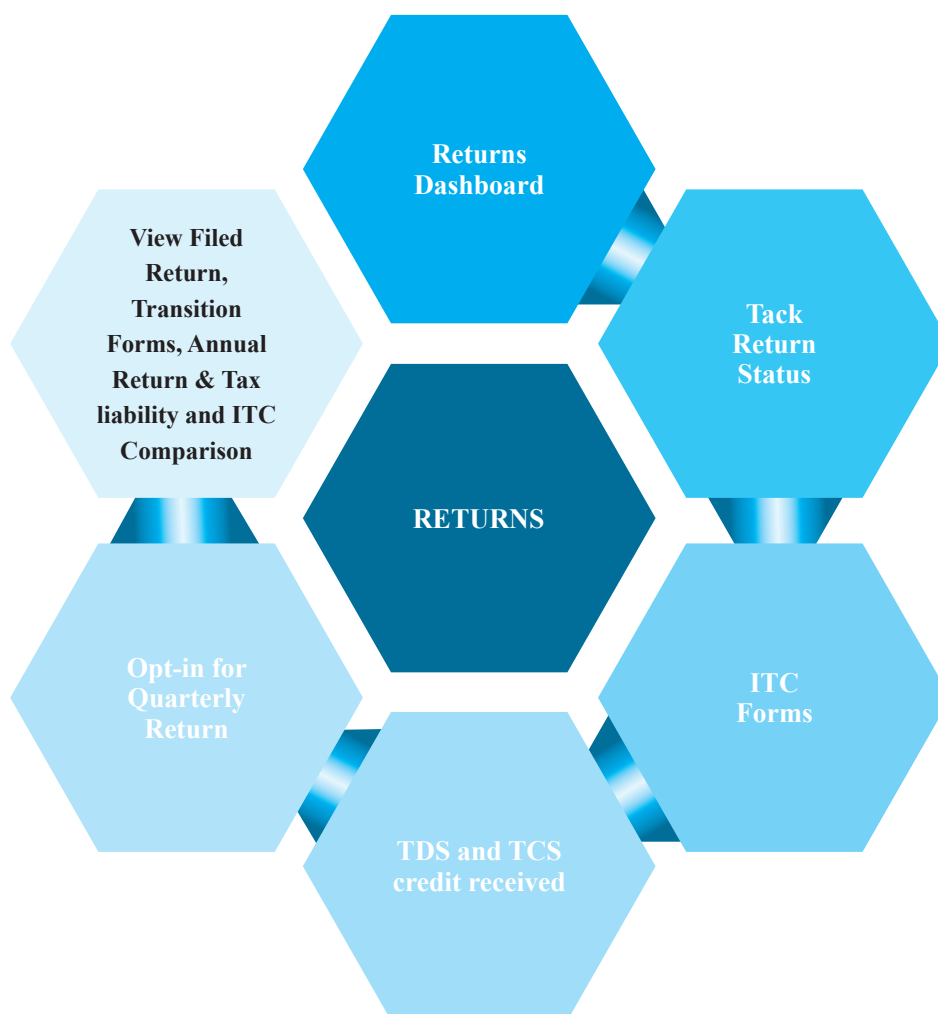 Returns
Dashboard
Tack
Return
Status
ITC
Forms
TDS and TCS
credit received
Opt-in for
Quarterly
Return
View Filed
Return,
Transition
Forms, Annual
Return & Tax
liability and ITC
Comparison
RETURNS